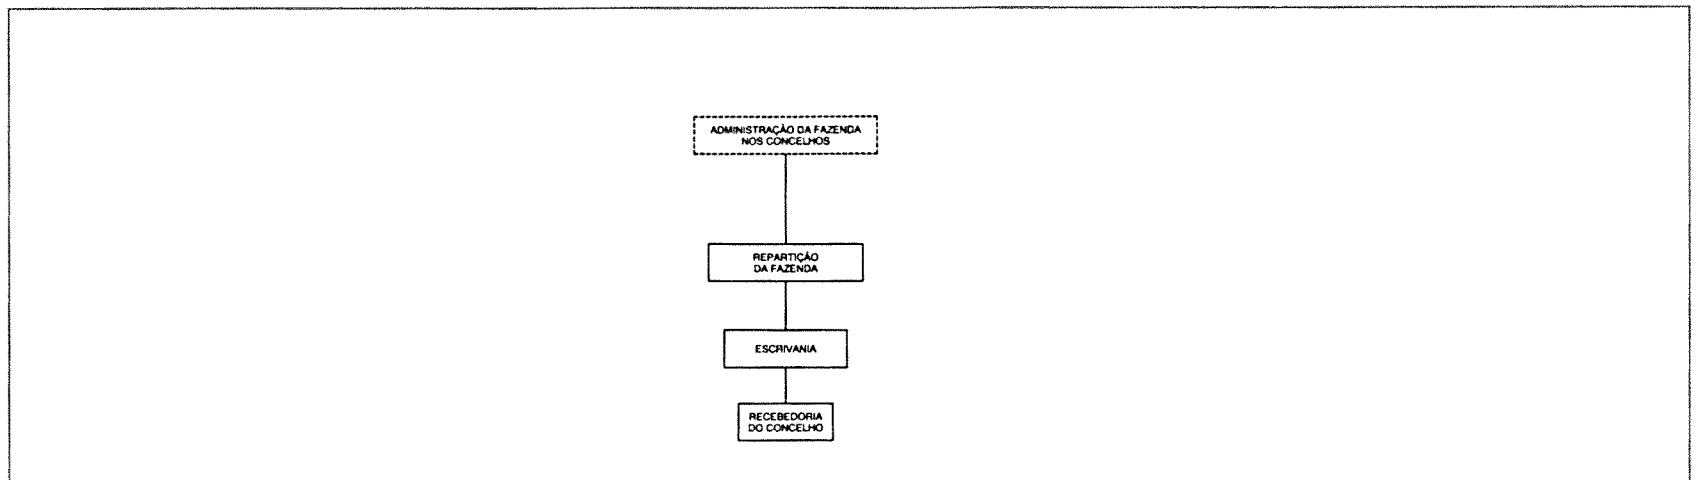 ADMINISTRAÇÃO DA FAZENDA
NOS CONCELHOS
REPARTIÇÃO
DA FAZENDA
ESCRIVANIA
RECEBEDORIA
DO CONCELHO